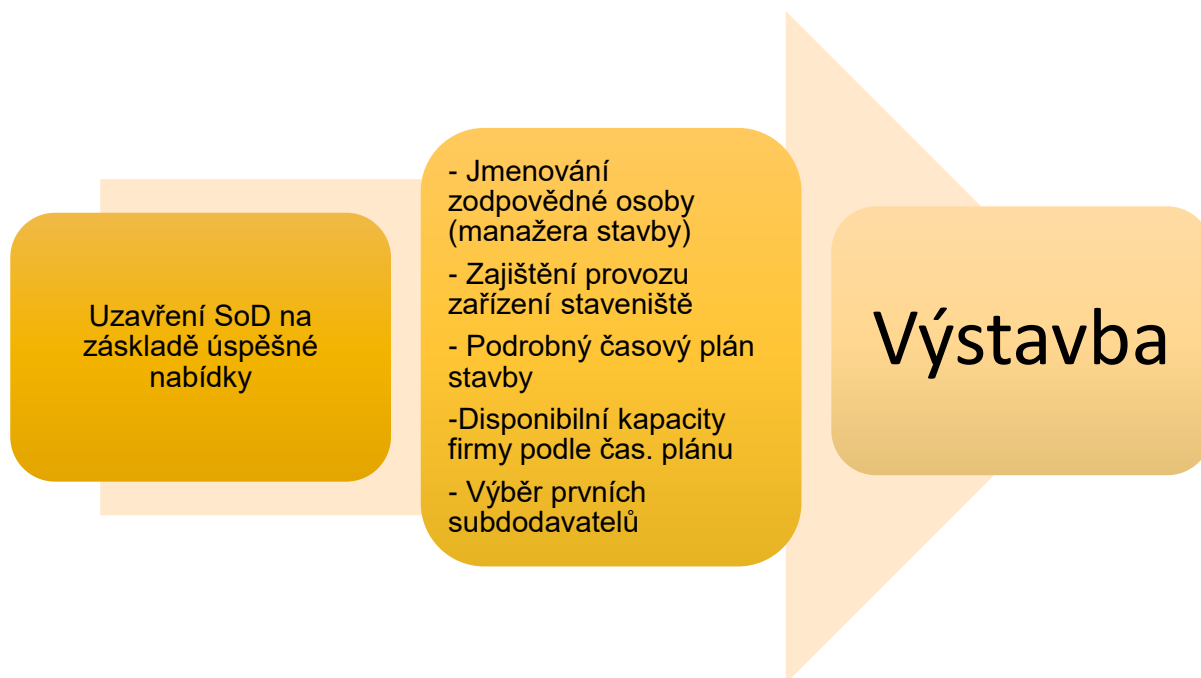 Uzavření SoD na
záskladě úspěšné
nabídky
- Jmenování
zodpovědné osoby
(manažera stavby)
- Zajištění provozu
zařízení staveniště
- Podrobný časový plán
stavby
-Disponibilní kapacity
firmy podle čas. plánu
- Výběr prvních
subdodavatelů
Výstavba